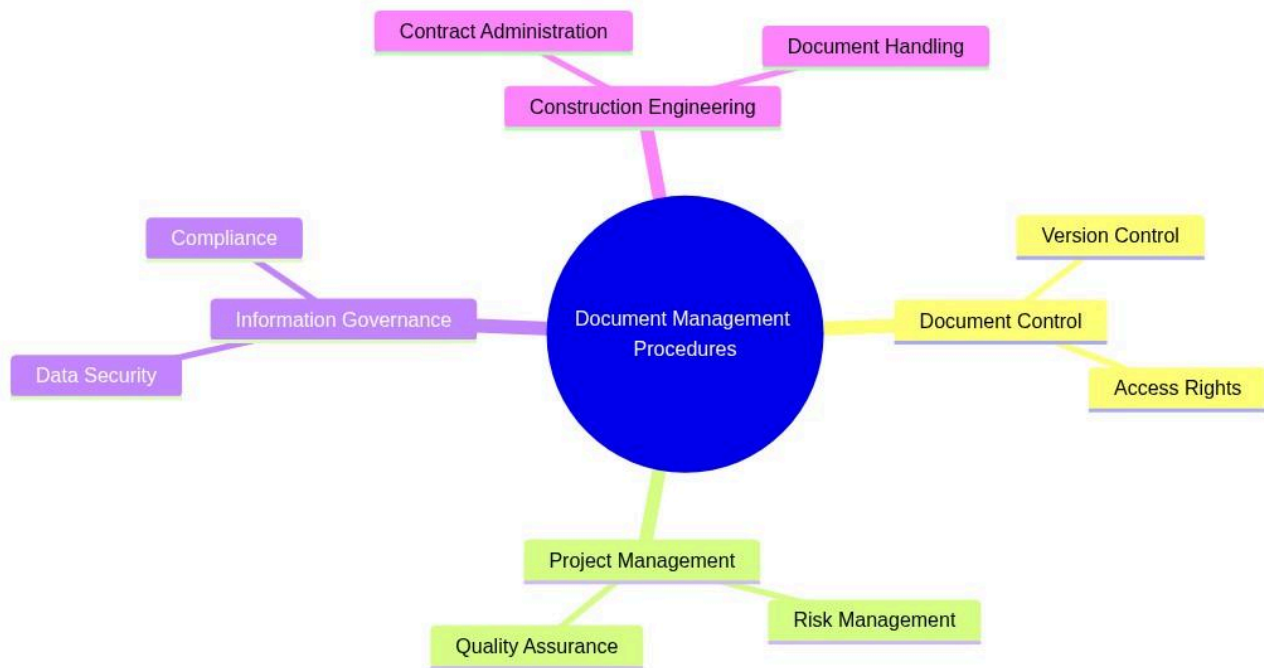 Contract Administration
Document Handling
Construction Engineering
Compliance
Version Control
Information Governance
Document Management
Procedures
Document Control
Data Security
Access Rights
Project Management
Risk Management
Quality Assurance